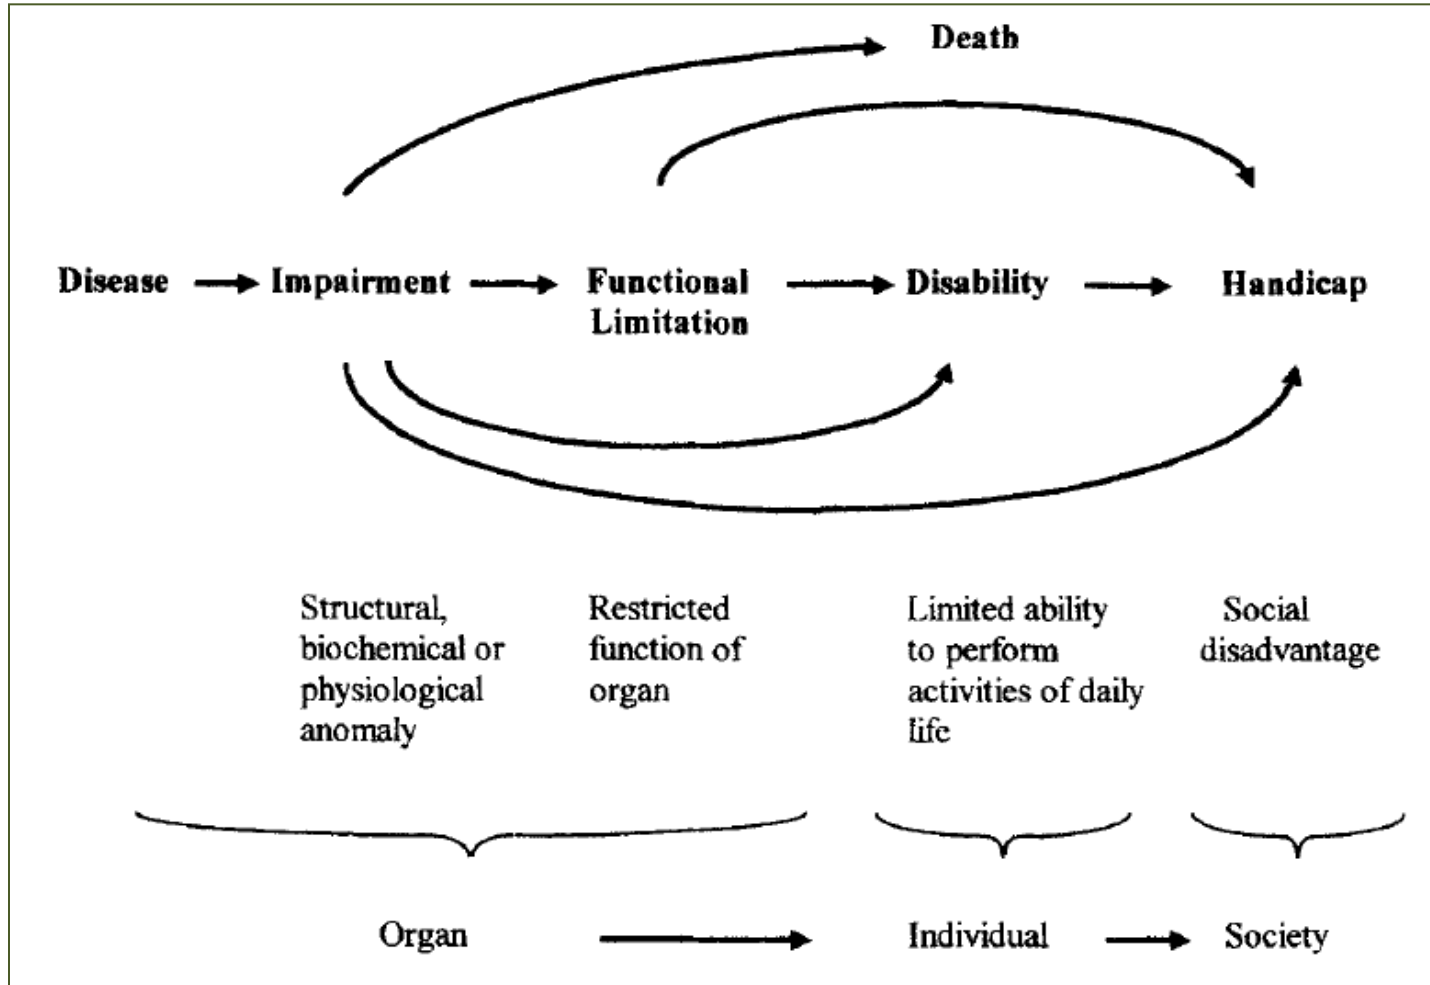 Death
Disease Impairment Functional Limitation Disability Handicap
Structural,
biochemical or
physiological
anomaly
Restricted
function of
organ
Limited ability
to perform
activities of daily
life
Social
disadvantage
Organ Individual Society